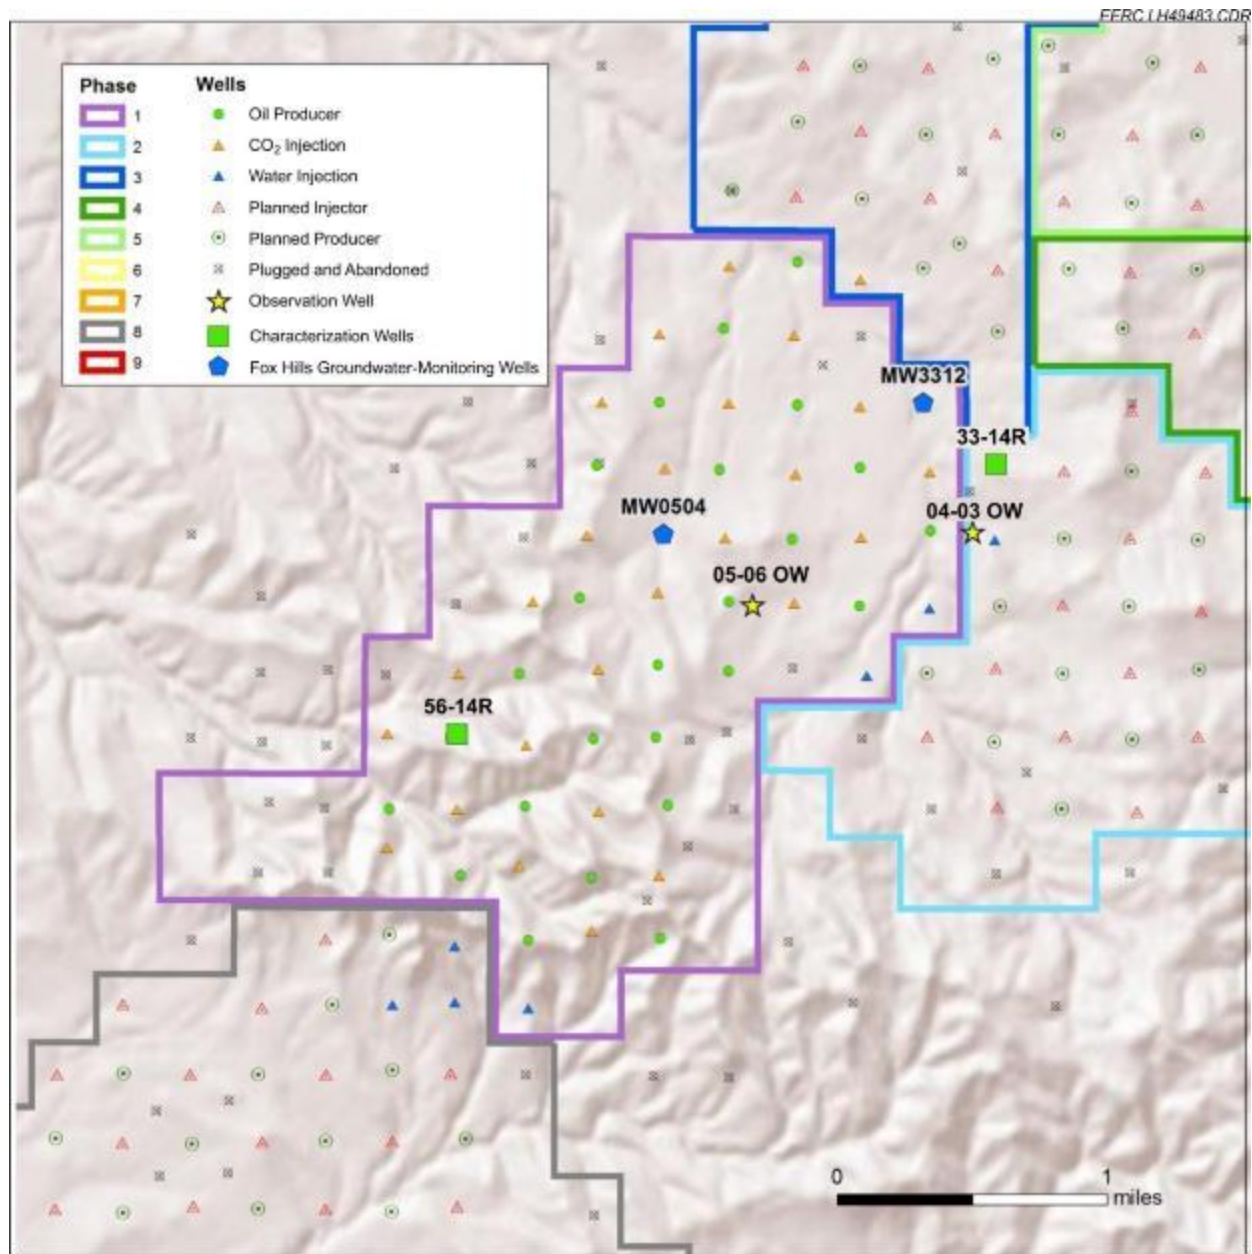 EERC LH49483.CDR
Phase
Wells
1
Oil Producer
2
CO2 Injection
3
Water Injection
4
Planned Injector
5
Planned Producer
6
Plugged and Abandoned
7
Observation Well
8
Characterization Wells
9
Fox Hills Groundwater-Monitoring Wells
MW3312
33-14R
MW0504
04-03 OW
05-06 OW
56-14R
0
1
miles